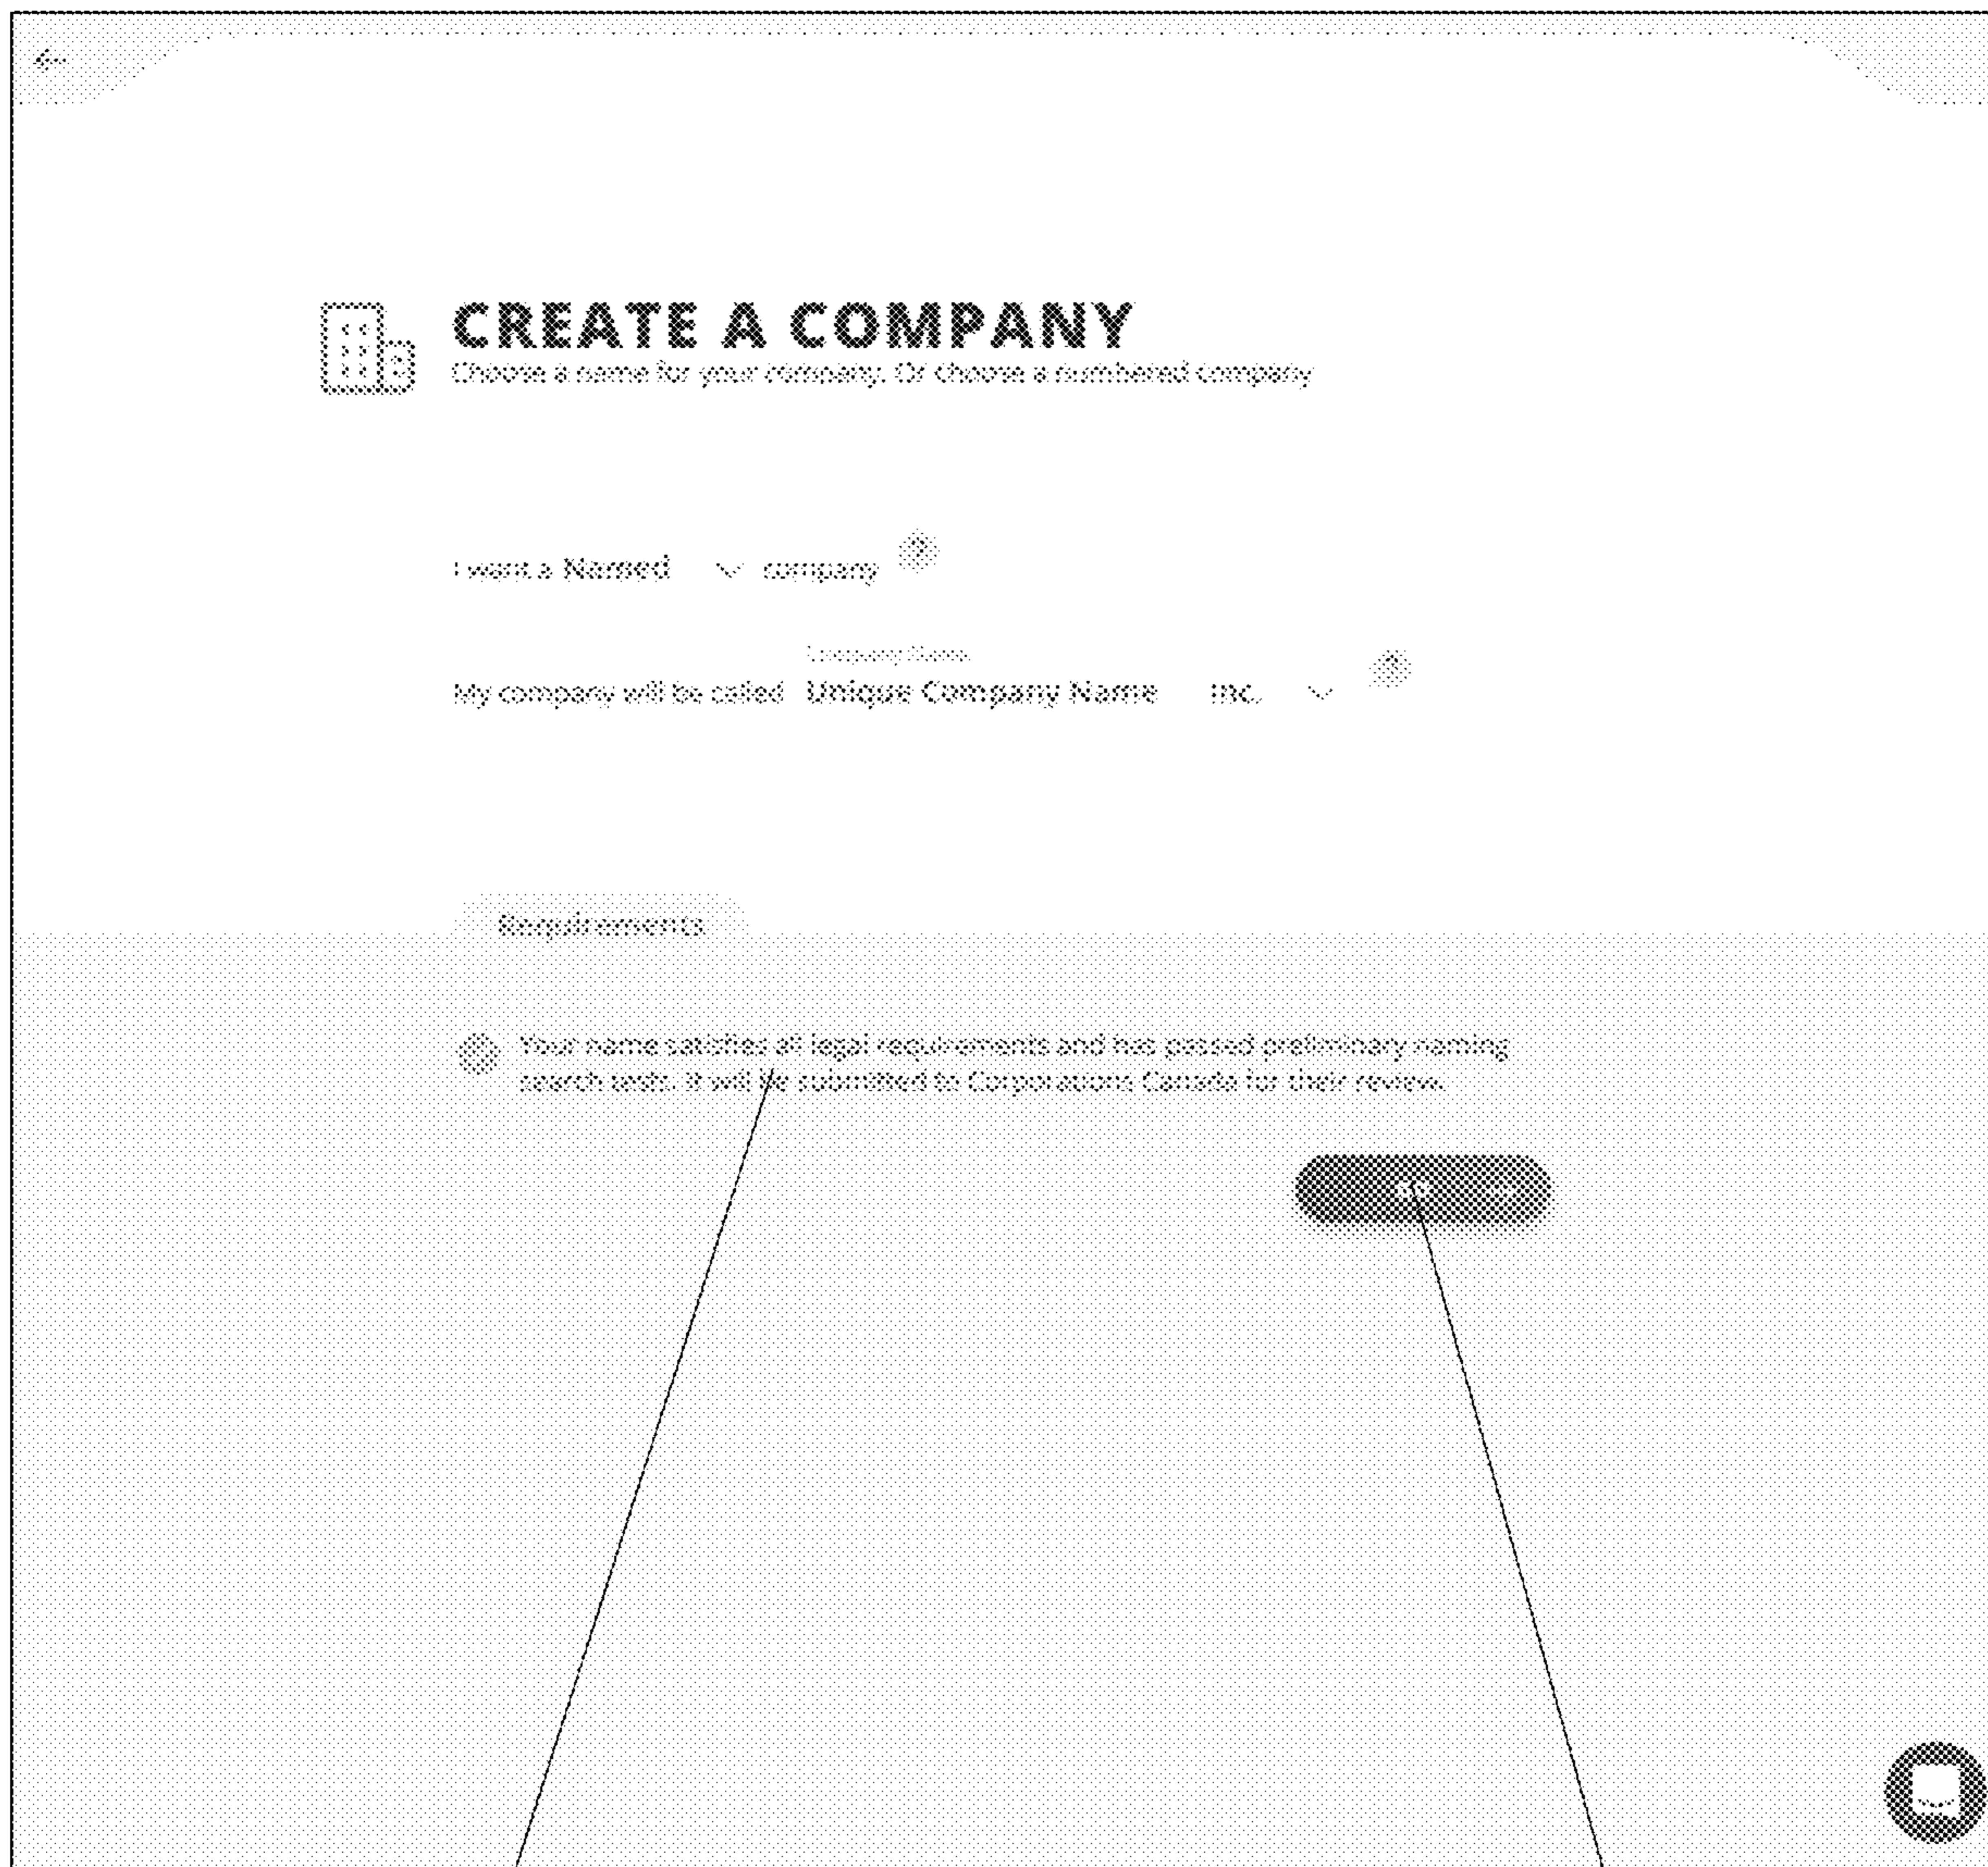 CREATE A COMPANY
Choose a name for your company. Or choose a numbered company
I want a Named company ?
Company Name
My company will be called Unique Company Name Inc. ?
Requirements
Your name satisfies all legal requirements and has passed preliminary naming
search tests. It will be submitted to Corporations Canada for their review.